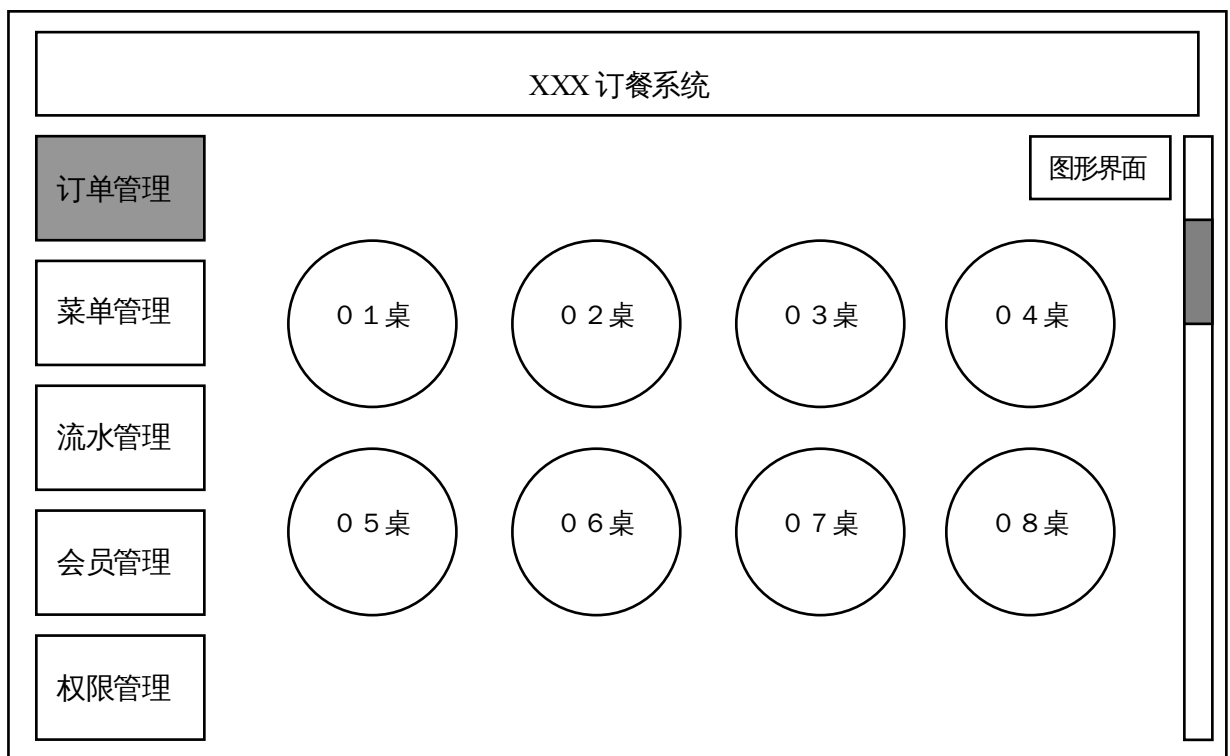 XXX 订餐系统
订单管理
图形界面
菜单管理
０１桌
０２桌
０３桌
０４桌
流水管理
０５桌
０６桌
０７桌
０８桌
会员管理
权限管理